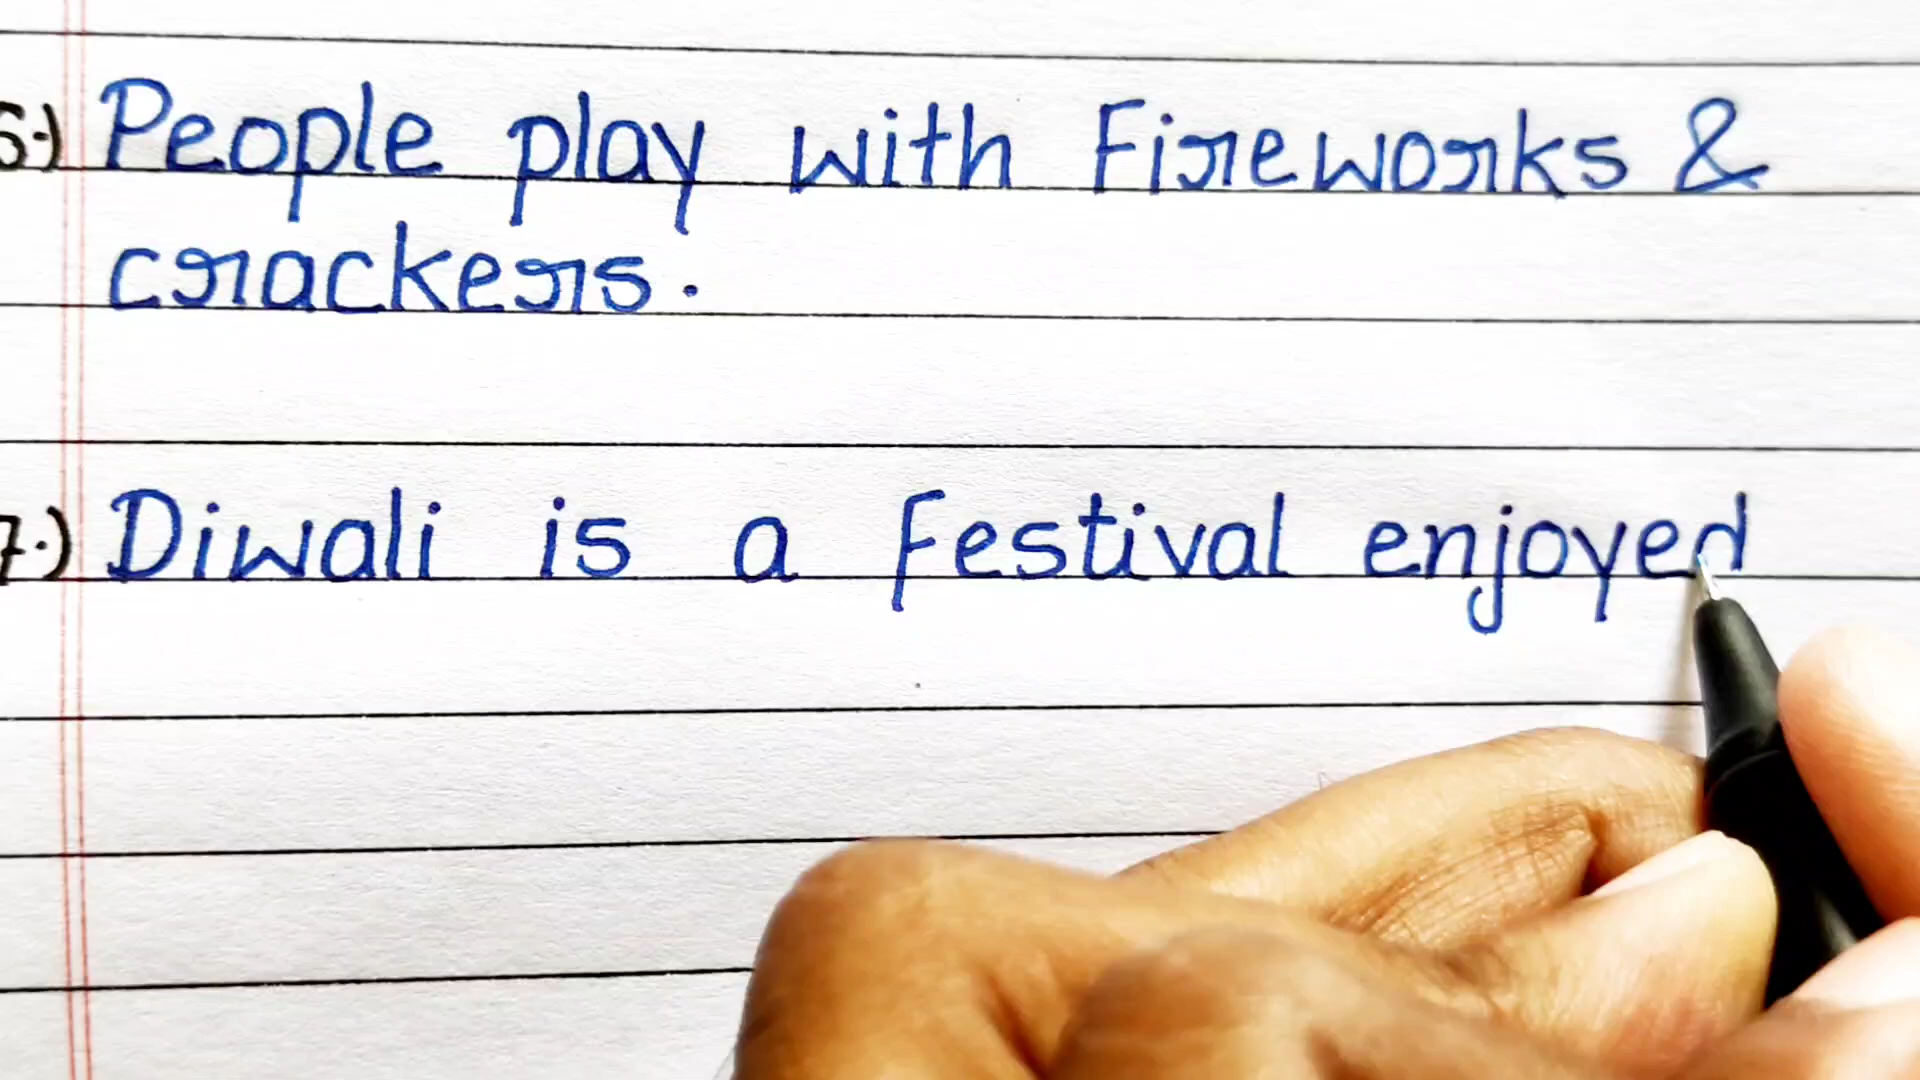 6.) People play with Fireworks &
crackers.
7.) Diwali is a Festival enjoyed